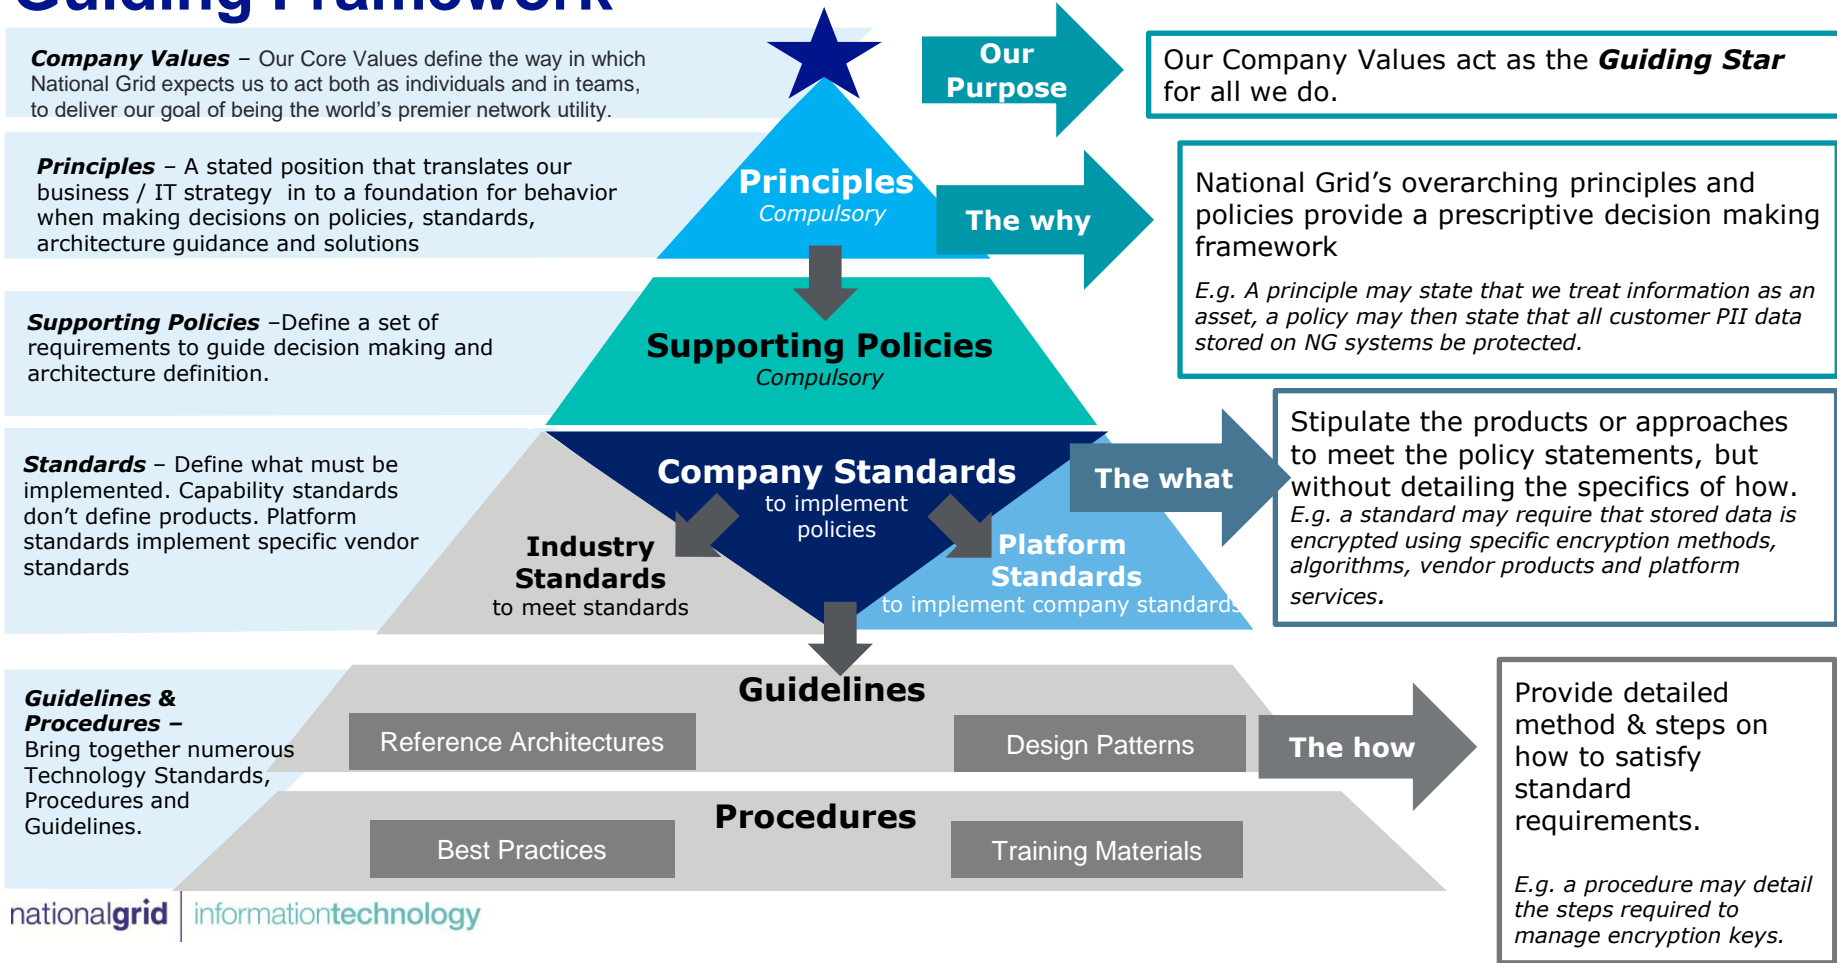 Guiding Framework
Company Values – Our Core Values define the way in which
National Grid expects us to act both as individuals and in teams,
to deliver our goal of being the world's premier network utility.
Our
Purpose
Our Company Values act as the Guiding Star
for all we do.
Principles – A stated position that translates our
business / IT strategy in to a foundation for behavior
when making decisions on policies, standards,
architecture guidance and solutions
Principles
Compulsory
The why
National Grid's overarching principles and
policies provide a prescriptive decision making
framework
E.g. A principle may state that we treat information as an
asset, a policy may then state that all customer PII data
stored on NG systems be protected.
Supporting Policies –Define a set of
requirements to guide decision making and
architecture definition.
Supporting Policies
Compulsory
Standards – Define what must be
implemented. Capability standards
don't define products. Platform
standards implement specific vendor
standards
Company Standards
to implement
policies
Industry
Standards
to meet standards
Platform
Standards
to implement company standards
The what
Stipulate the products or approaches
to meet the policy statements, but
without detailing the specifics of how.
E.g. a standard may require that stored data is
encrypted using specific encryption methods,
algorithms, vendor products and platform
services.
Guidelines &
Procedures –
Bring together numerous
Technology Standards,
Procedures and
Guidelines.
Guidelines
Reference Architectures
Design Patterns
Procedures
Best Practices
Training Materials
The how
Provide detailed
method & steps on
how to satisfy
standard
requirements.
E.g. a procedure may detail
the steps required to
manage encryption keys.
nationalgrid
informationtechnology